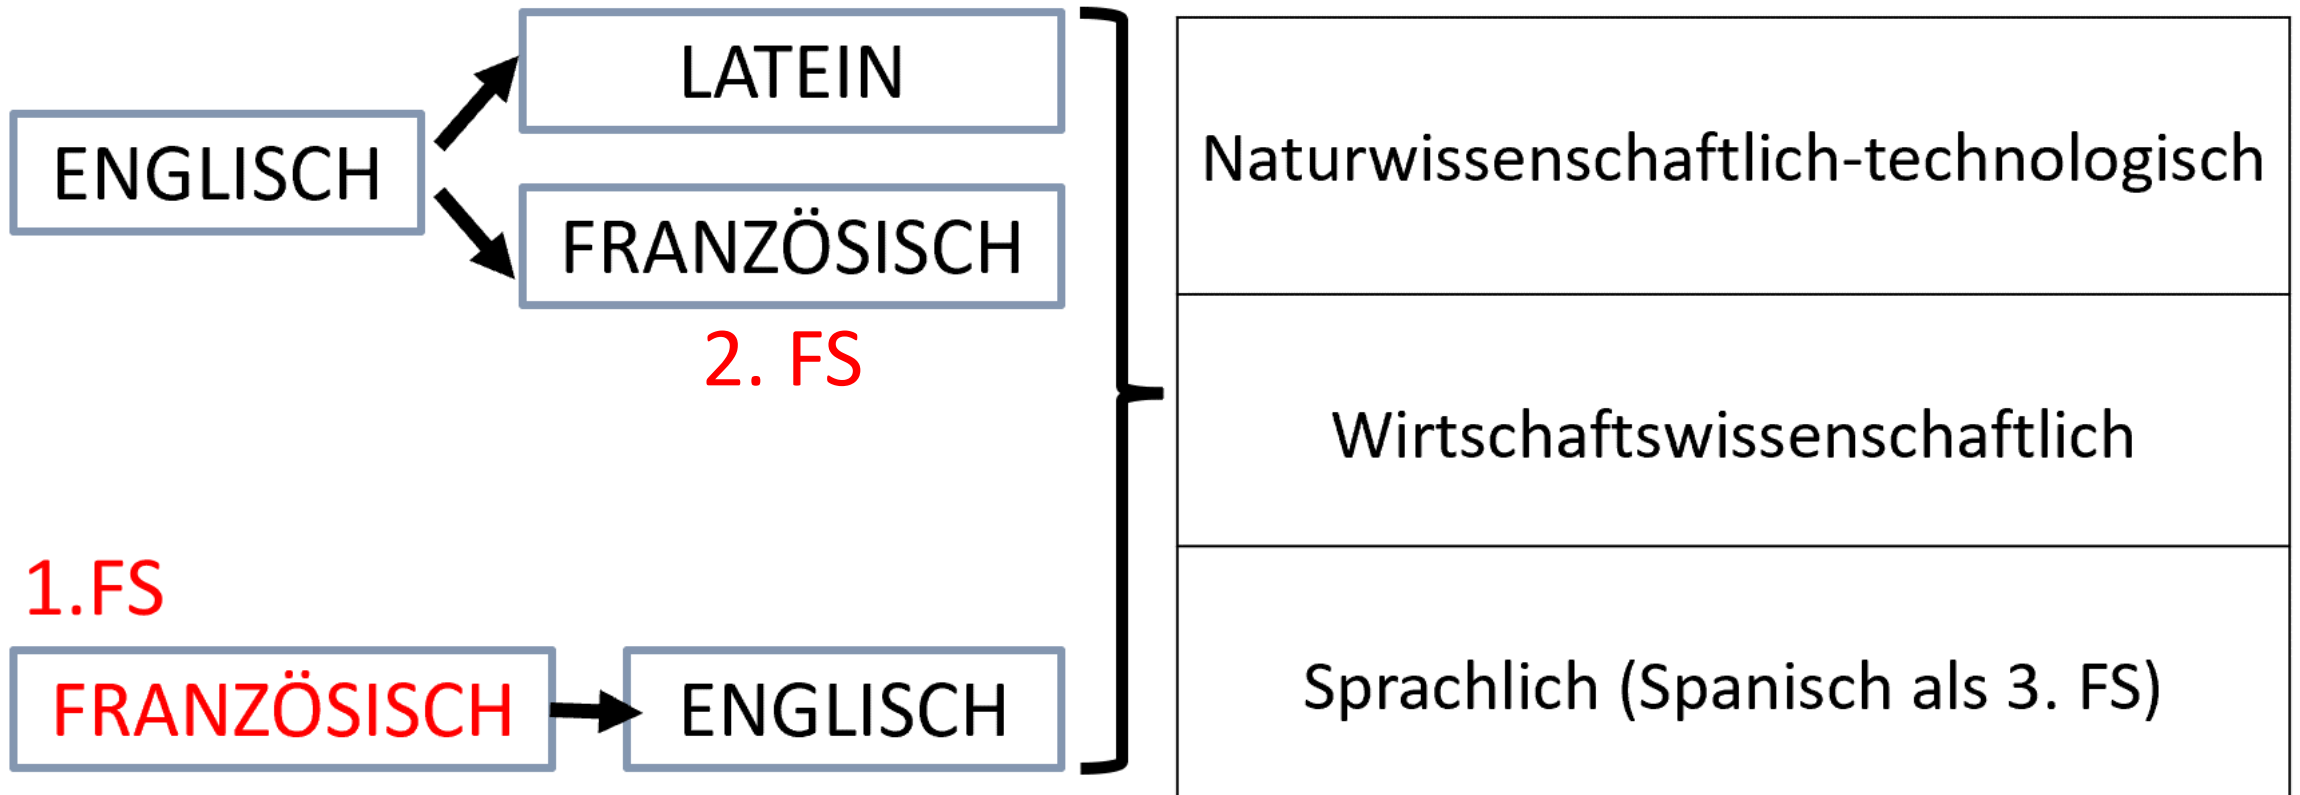 ENGLISCH
LATEIN
FRANZÖSISCH
2. FS
1.FS
FRANZÖSISCH
ENGLISCH
Naturwissenschaftlich-technologisch
Wirtschaftswissenschaftlich
Sprachlich (Spanisch als 3. FS)